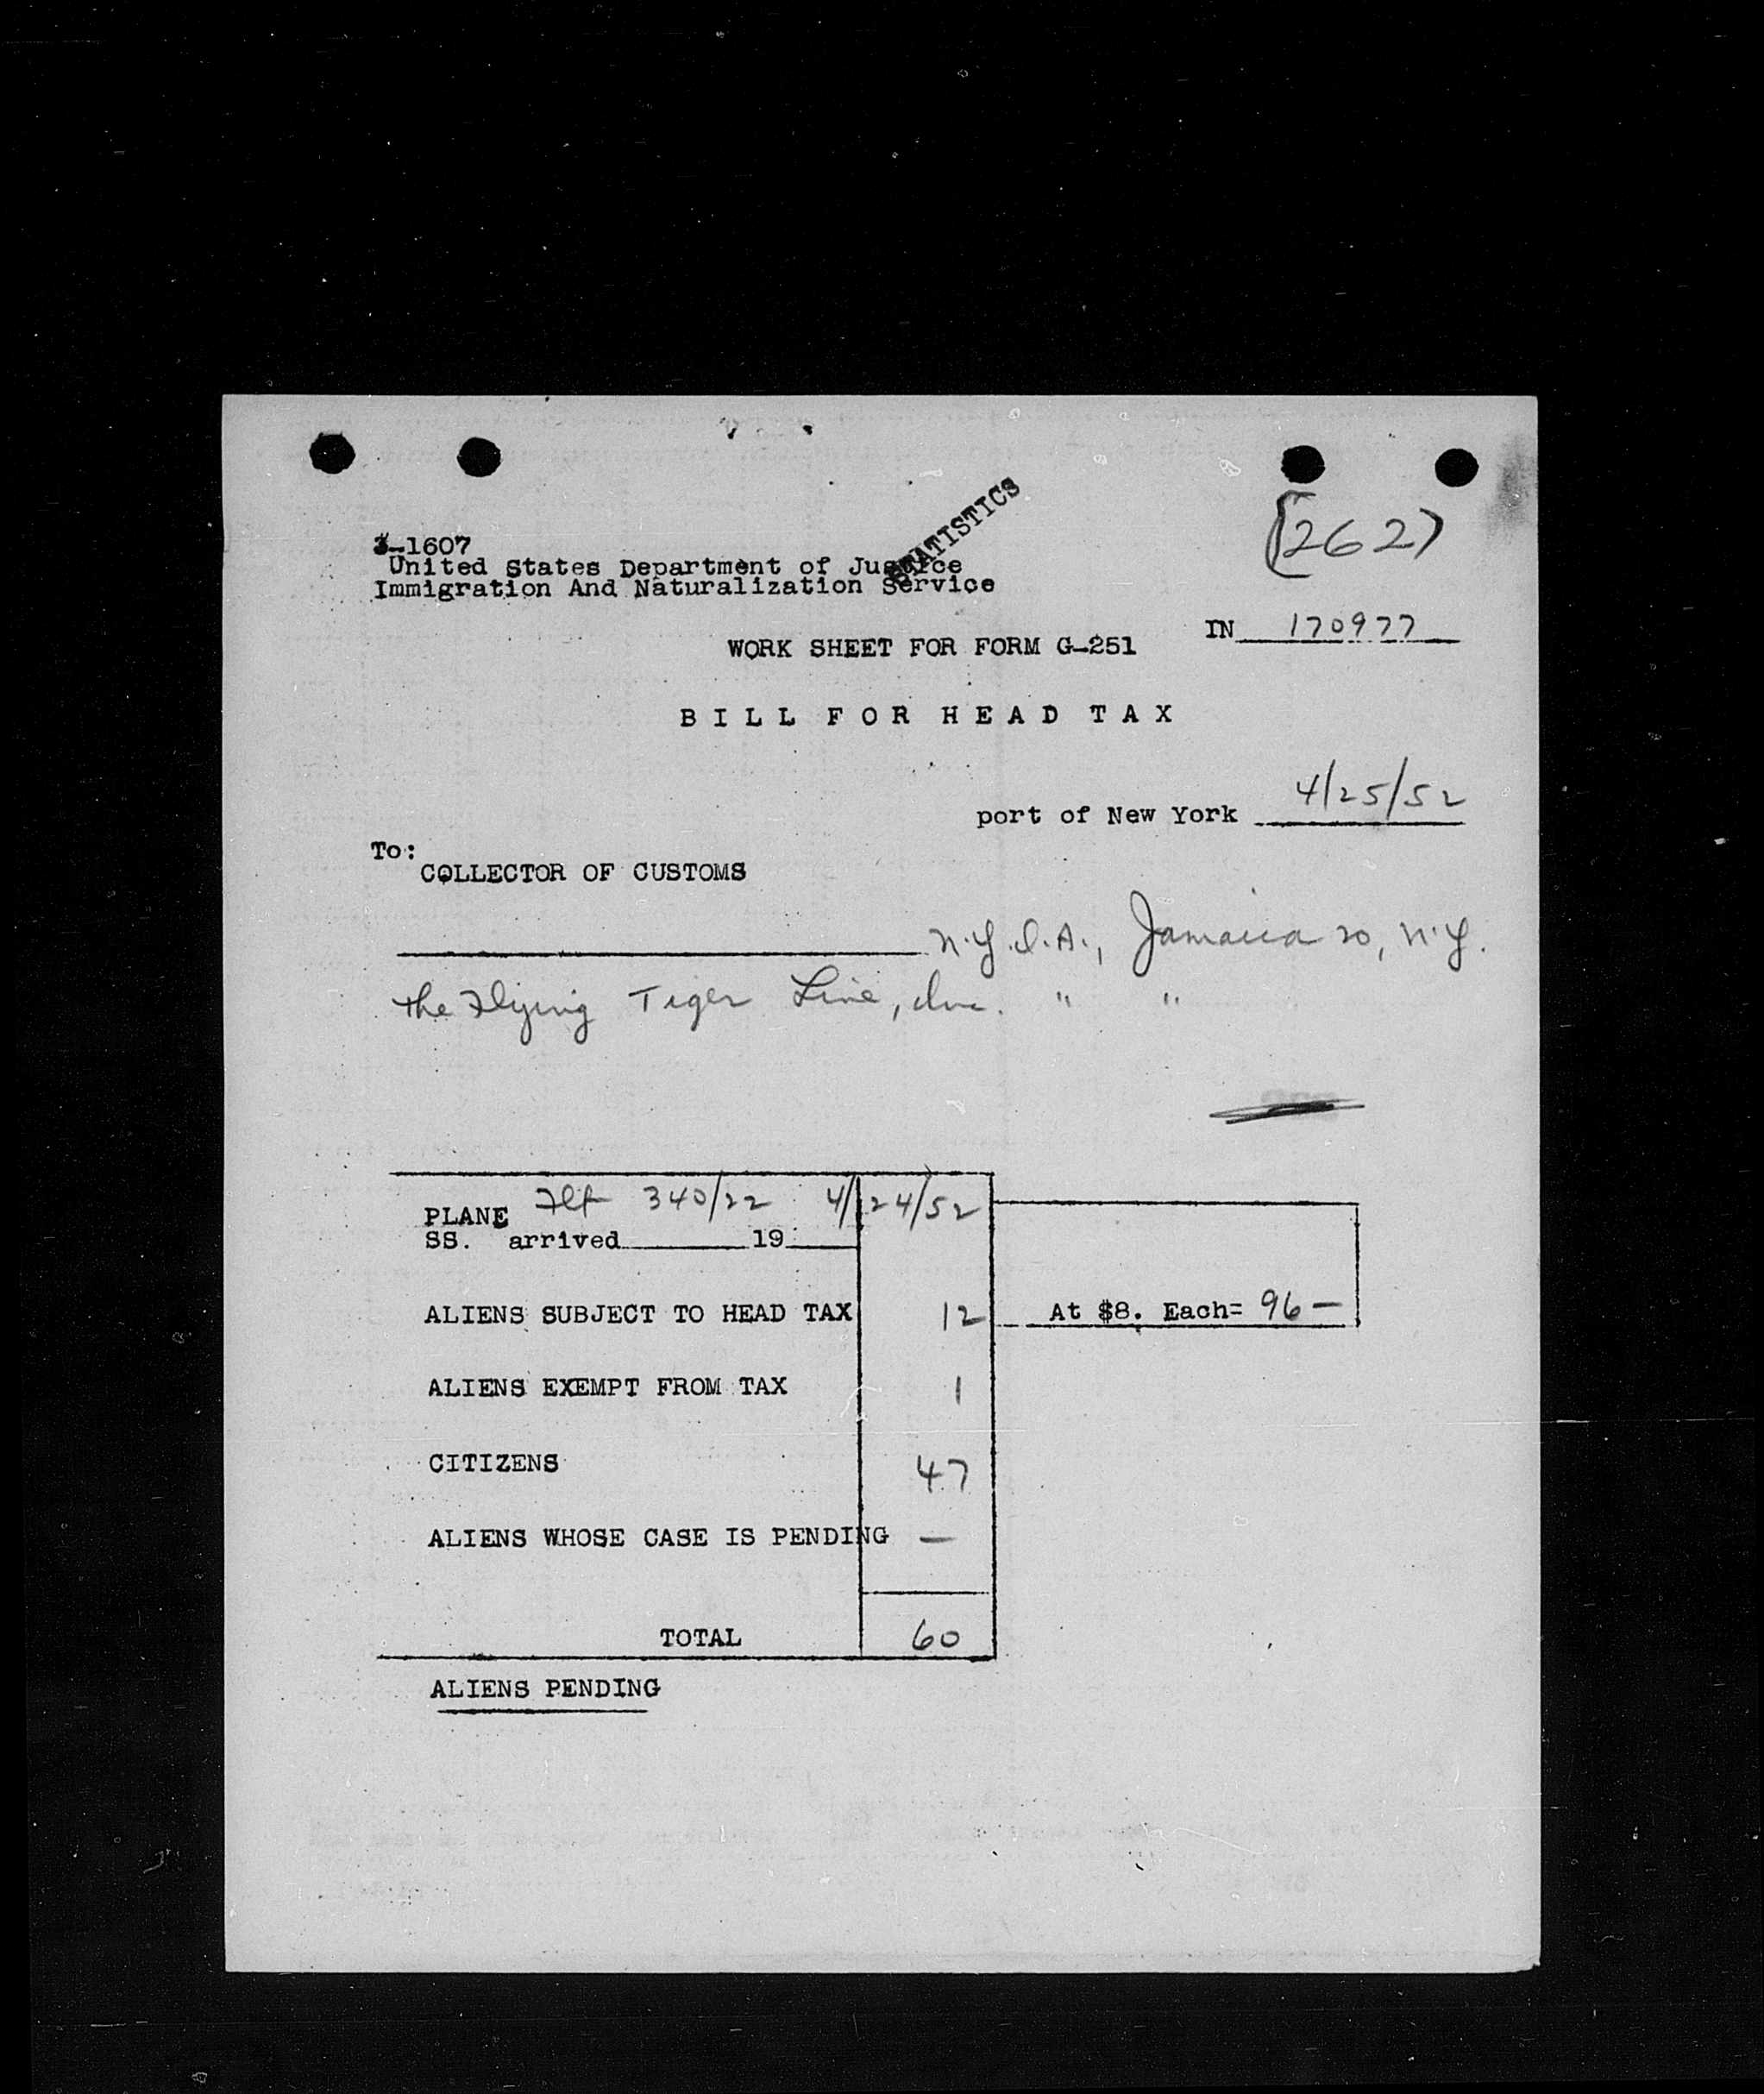 STATISTICS
(262)
3-1607
United States Department of Justice
Immigration And Naturalization Service
IN 170977
WORK SHEET FOR FORM G-251
BILL FOR HEAD TAX
port of New York 4/25/52
To:
COLLECTOR OF CUSTOMS
N.Y.I.A., Jamaica 20, N.Y.
The Flying Tiger Line, Inc. " "
PLANE Flt 340/22 4/24/52
SS. arrived 19
ALIENS SUBJECT TO HEAD TAX 12 At $8. Each= 96 —
ALIENS EXEMPT FROM TAX 1
CITIZENS 47
ALIENS WHOSE CASE IS PENDING —
TOTAL 60
ALIENS PENDING